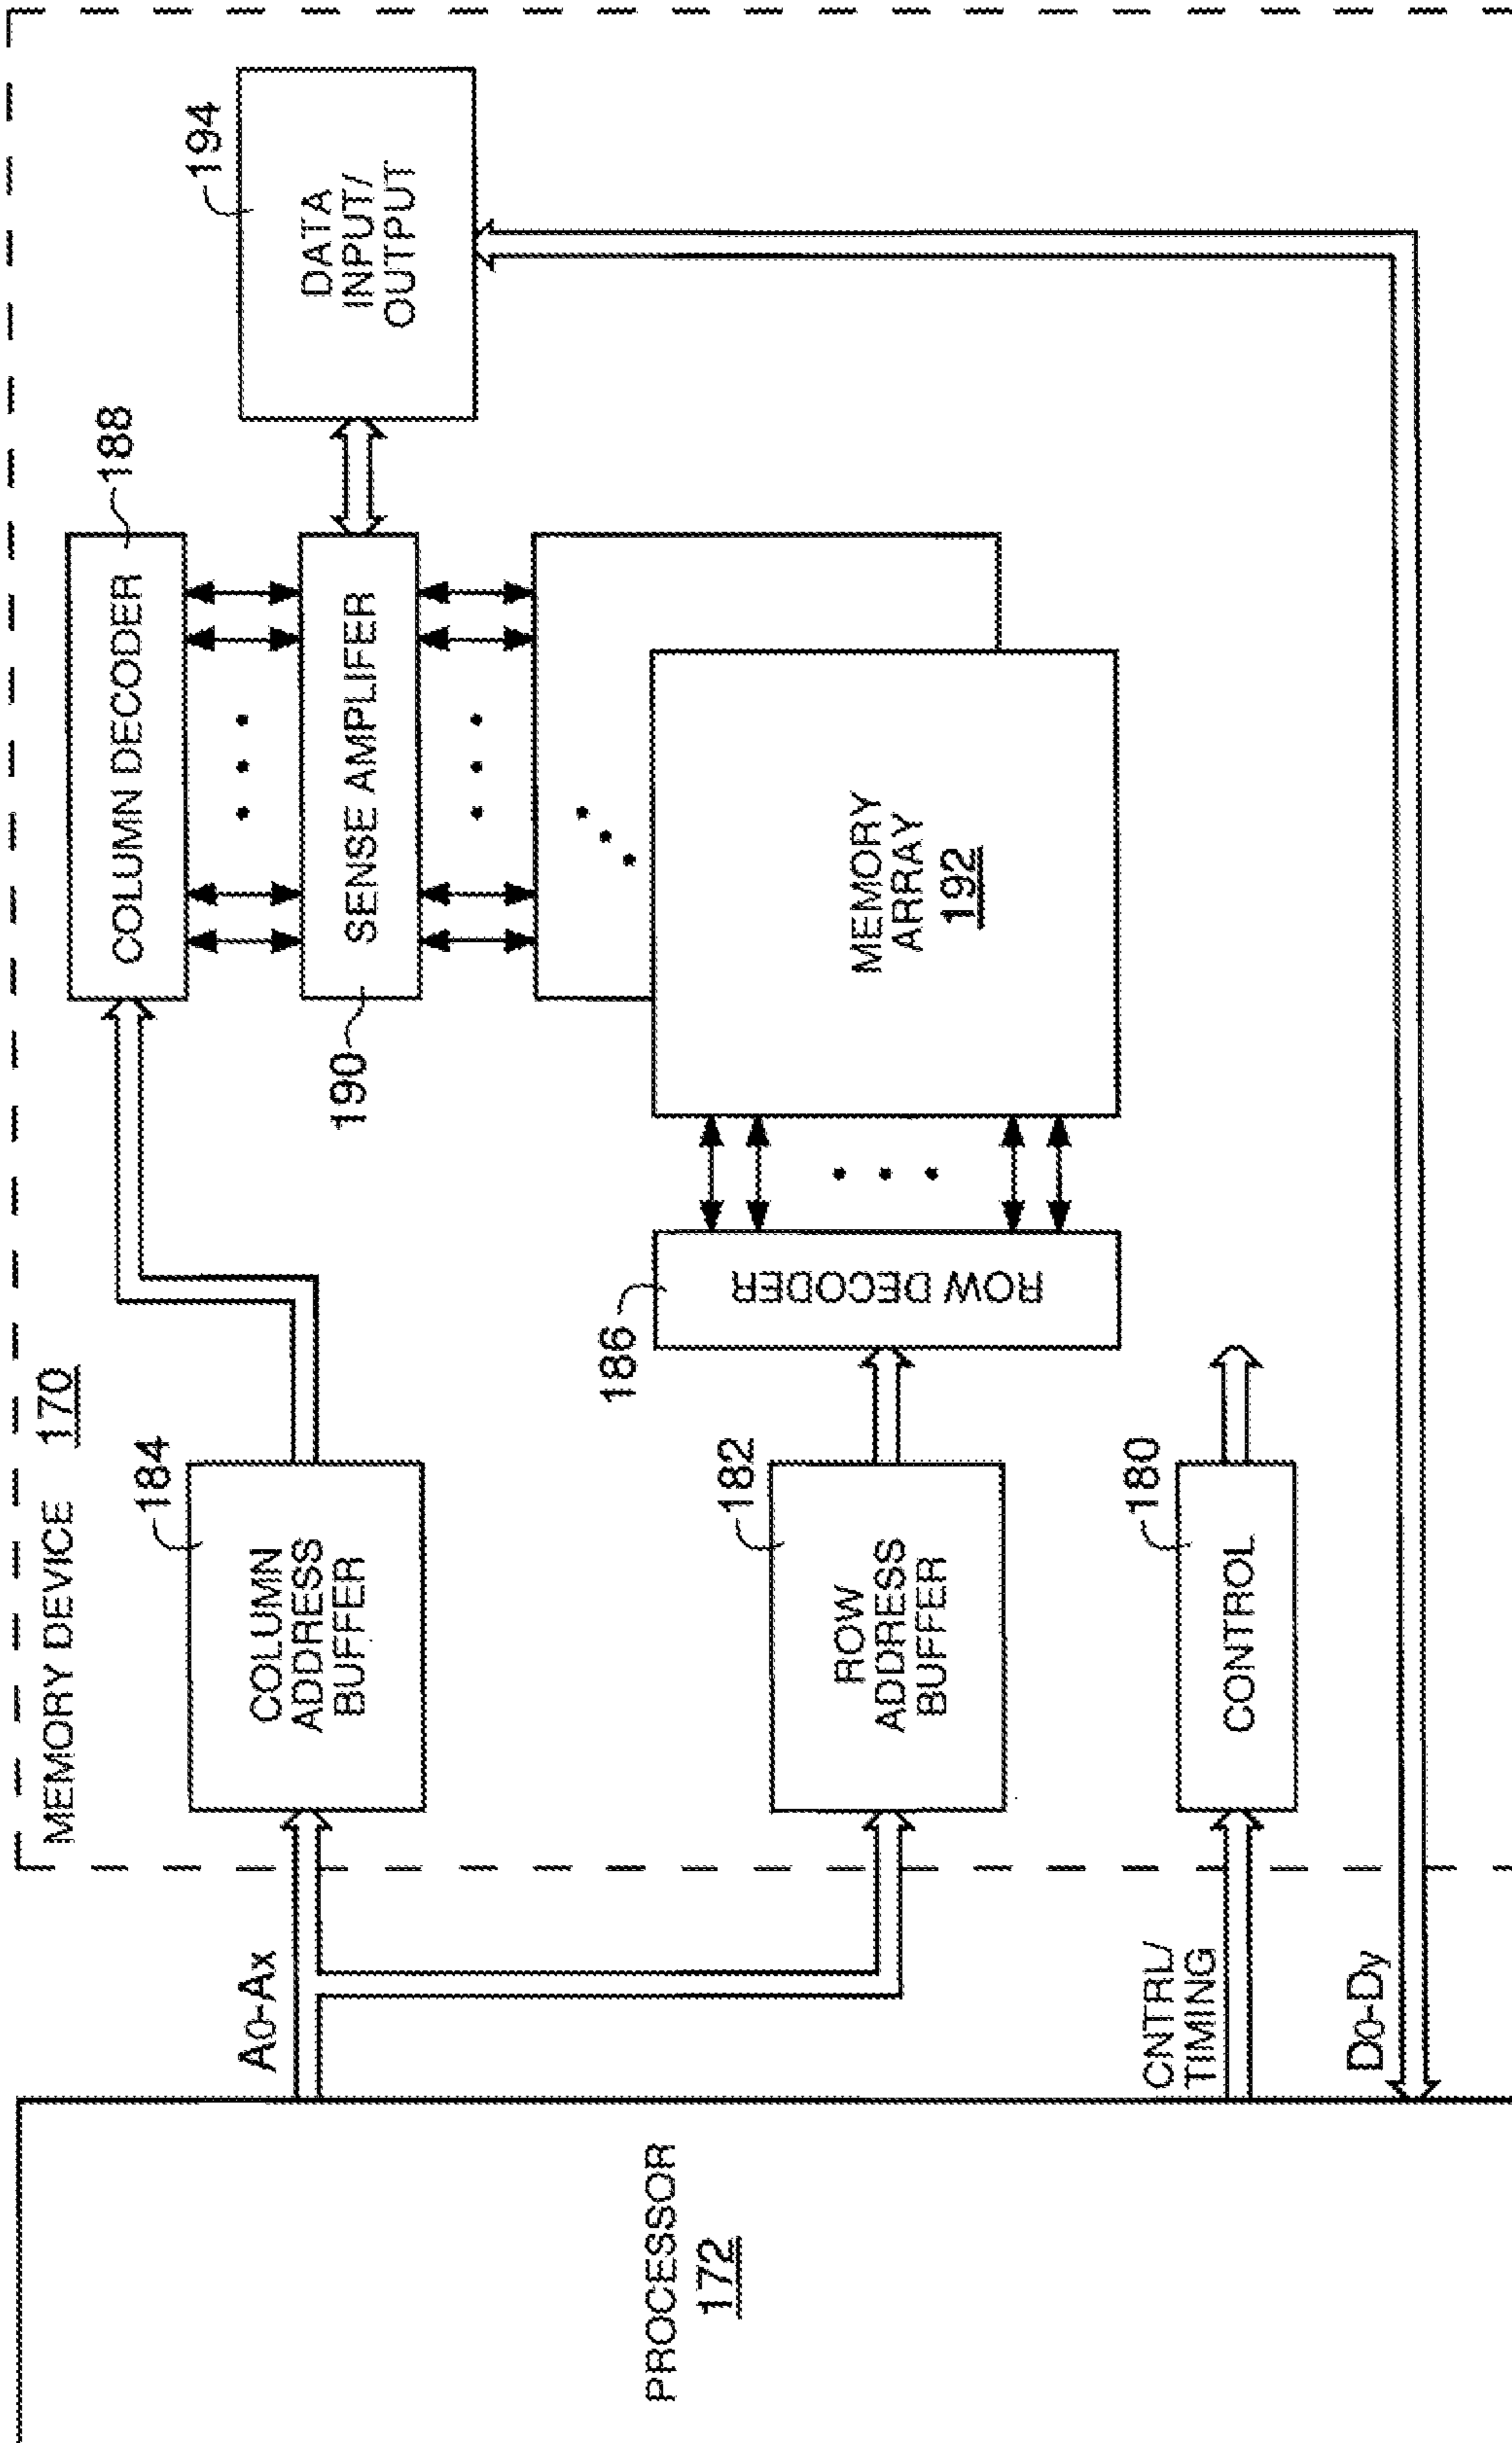 MEMORY DEVICE 170
188
COLUMN DECODER
184
COLUMN
ADDRESS
BUFFER
194
DATA
INPUT/
OUTPUT
A0-Ax
190
SENSE AMPLIFER
186
ROW DECODER
PROCESSOR
172
182
ROW
ADDRESS
BUFFER
MEMORY
ARRAY
192
180
CONTROL
CNTRL/
TIMING
D0-Dy